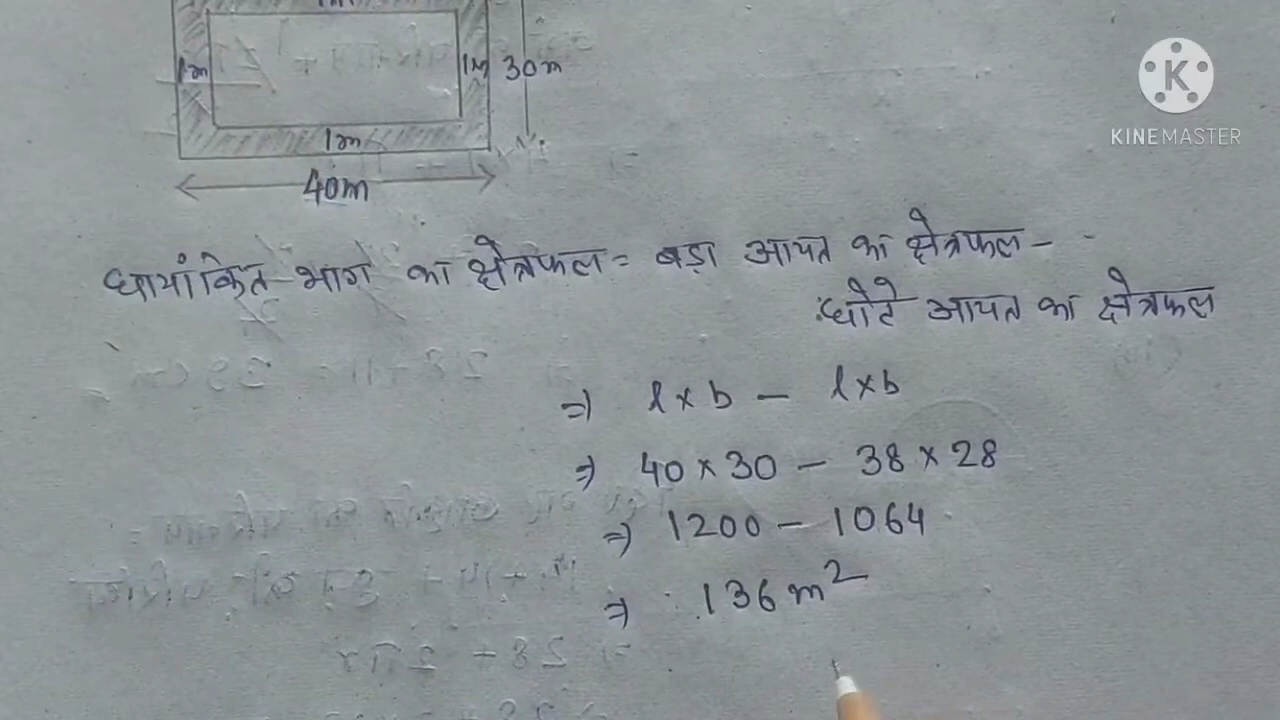 1m
1m 30m
1m
40m
छायांकित भाग का क्षेत्रफल = बड़ा आयत का क्षेत्रफल -
छोटे आयत का क्षेत्रफल
⇒ l × b - l × b
⇒ 40 × 30 - 38 × 28
⇒ 1200 - 1064
⇒ 136 m²
K
KINEMASTER